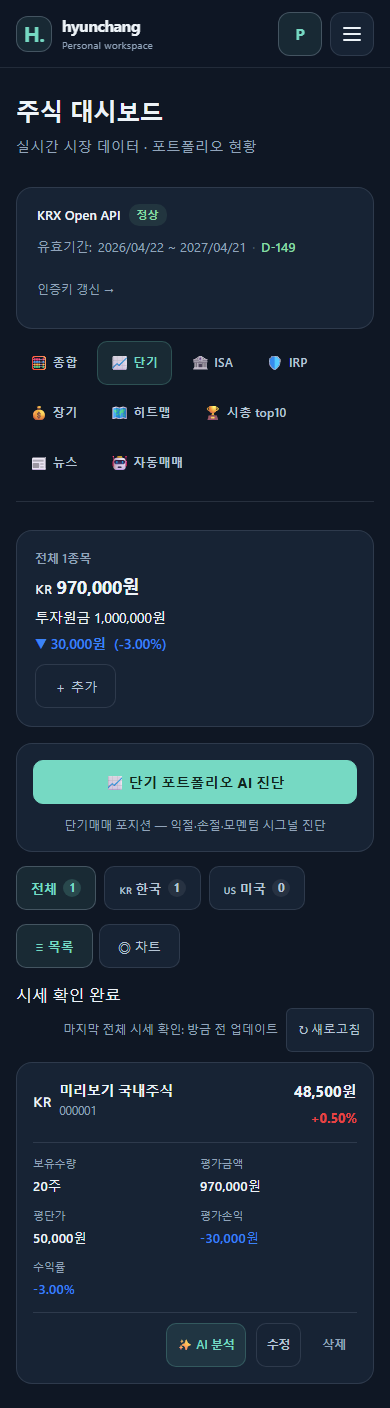 H. hyunchang P
Personal workspace
주식 대시보드
실시간 시장 데이터 · 포트폴리오 현황
KRX Open API 정상
유효기간: 2026/04/22 ~ 2027/04/21 · D-149
인증키 갱신 →
종합 단기 ISA IRP
장기 히트맵 시총 top10
뉴스 자동매매
전체 1종목
KR 970,000원
투자원금 1,000,000원
▼ 30,000원 (-3.00%)
+ 추가
단기 포트폴리오 AI 진단
단기매매 포지션 — 익절·손절·모멘텀 시그널 진단
전체 1 KR 한국 1 US 미국 0
≡ 목록 ◎ 차트
시세 확인 완료
마지막 전체 시세 확인: 방금 전 업데이트 ↻ 새로고침
KR 미리보기 국내주식 48,500원
000001 +0.50%
보유수량 평가금액
20주 970,000원
평단가 평가손익
50,000원 -30,000원
수익률
-3.00%
✨ AI 분석 수정 삭제